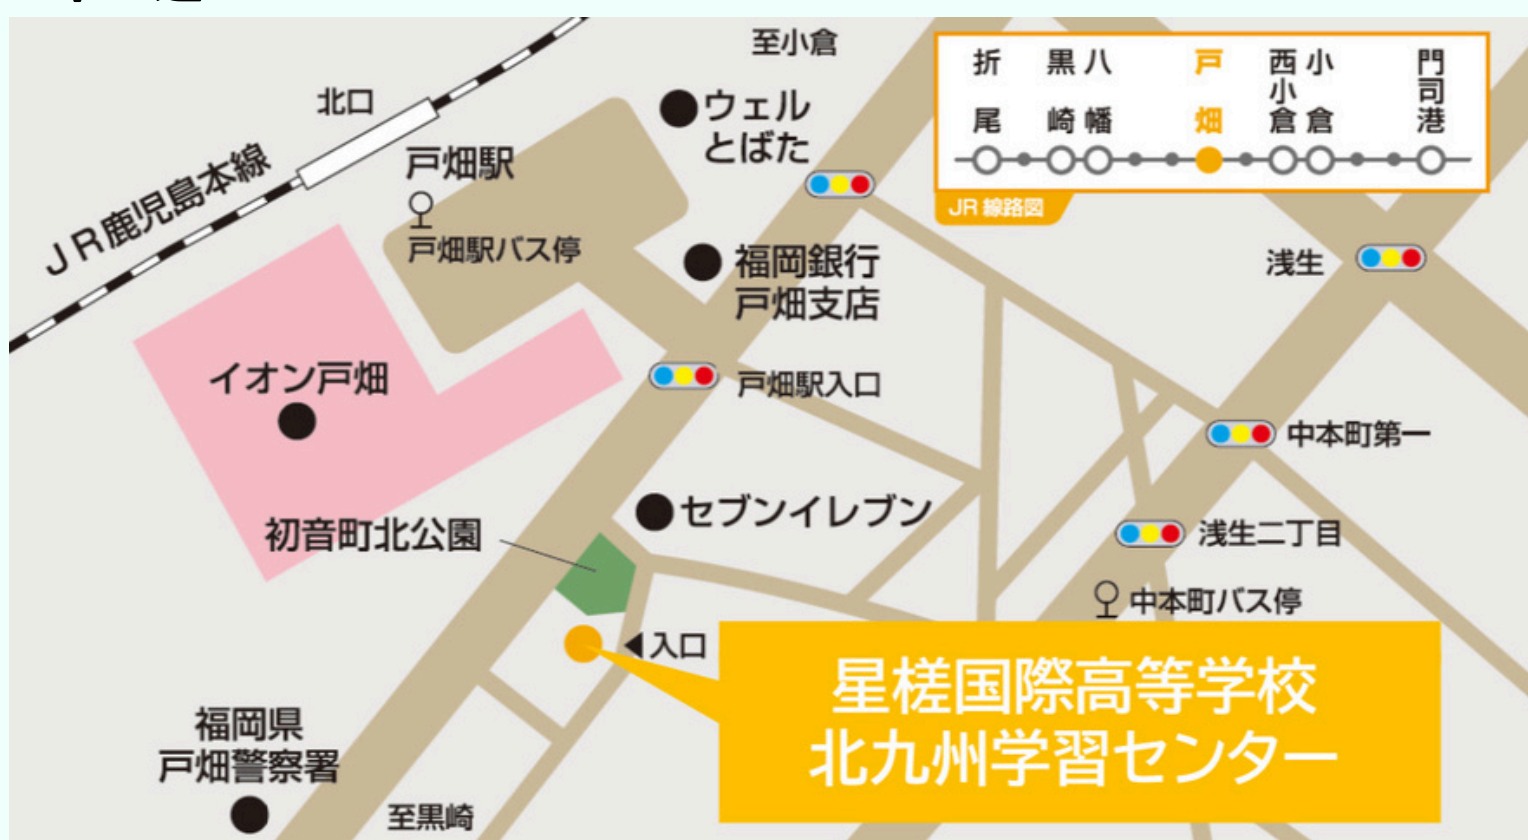 至小倉
北口
ウェル
とばた
戸畑駅
JR鹿児島本線
戸畑駅バス停
折尾
黒崎
八幡
戸畑
西小倉
小倉
門司港
JR線路図
福岡銀行
戸畑支店
浅生
イオン戸畑
戸畑駅入口
中本町第一
セブンイレブン
初音町北公園
浅生二丁目
中本町バス停
入口
星槎国際高等学校
北九州学習センター
福岡県
戸畑警察署
至黒崎